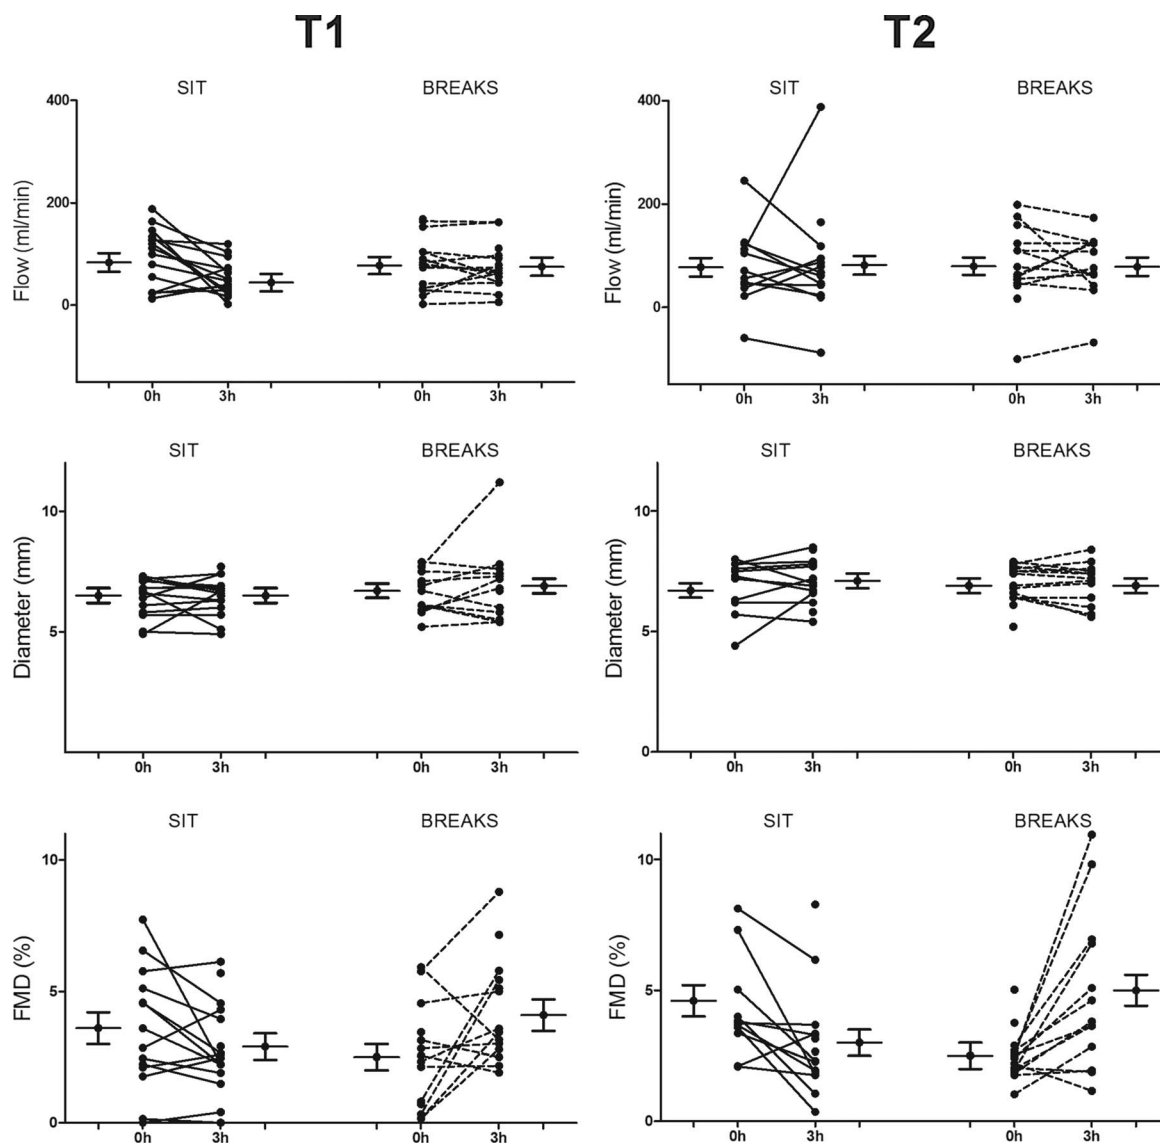 T1 T2
SIT BREAKS SIT BREAKS
Flow (ml/min) 400 200 0 Flow (ml/min) 400 200 0
0h 3h 0h 3h 0h 3h 0h 3h
SIT BREAKS SIT BREAKS
Diameter (mm) 10 5 Diameter (mm) 10 5 0
0h 3h 0h 3h 0h 3h 0h 3h
SIT BREAKS SIT BREAKS
FMD (%) 10 5 0 FMD (%) 10 5 0
0h 3h 0h 3h 0h 3h 0h 3h